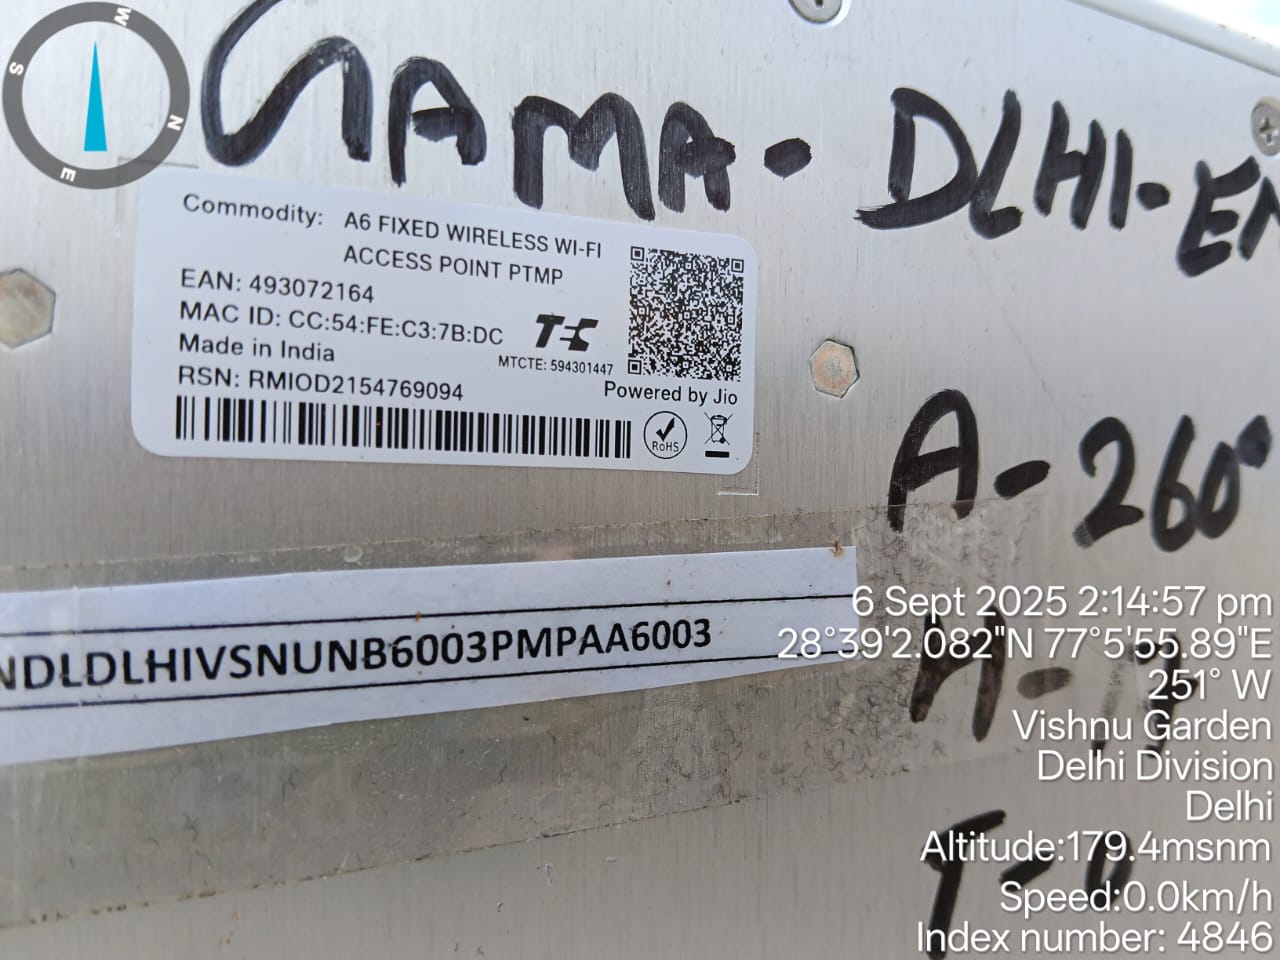 GAMA- DLHI-EN
Commodity: A6 FIXED WIRELESS WI-FI
ACCESS POINT PTMP
EAN: 493072164
MAC ID: CC:54:FE:C3:7B:DC
TEC
Made in India
MTCTE: 594301447
RSN: RMIOD2154769094
Powered by Jio
RoHS
A-260°
NDLDLHIVSNUNB6003PMPAA6003
H-
T-0
W
S
N
E
6 Sept 2025 2:14:57 pm
28°39'2.082"N 77°5'55.89"E
251° W
Vishnu Garden
Delhi Division
Delhi
Altitude:179.4msnm
Speed:0.0km/h
Index number: 4846